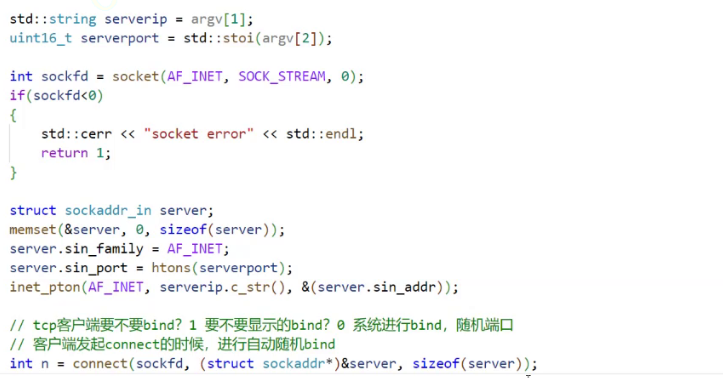 std::string serverip = argv[1];
uint16_t serverport = std::stoi(argv[2]);
int sockfd = socket(AF_INET, SOCK_STREAM, 0);
if(sockfd<0)
{
std::cerr << "socket error" << std::endl;
return 1;
}
struct sockaddr_in server;
memset(&server, 0, sizeof(server));
server.sin_family = AF_INET;
server.sin_port = htons(serverport);
inet_pton(AF_INET, serverip.c_str(), &(server.sin_addr));
// tcp客户端要不要bind？1 要不要显示的bind？0 系统进行bind，随机端口
// 客户端发起connect的时候，进行自动随机bind
int n = connect(sockfd, (struct sockaddr*)&server, sizeof(server));